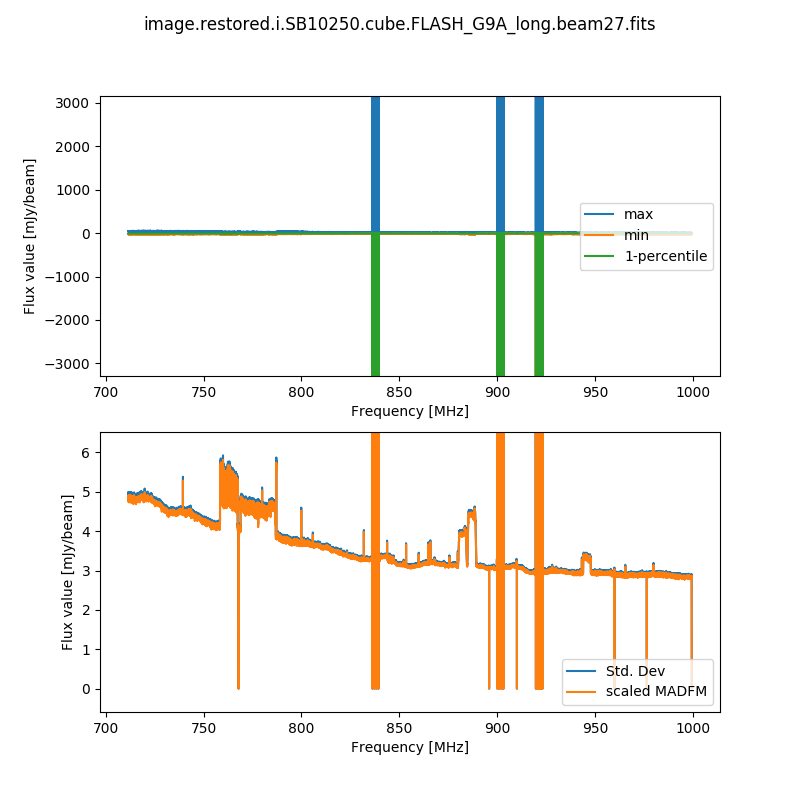 image.restored.i.SB10250.cube.FLASH_G9A_long.beam27.fits
3000
2000
1000
0
−1000
−2000
−3000
Flux value [mJy/beam]
max
min
1-percentile
700 750 800 850 900 950 1000
Frequency [MHz]
6
5
4
3
2
1
0
Flux value [mJy/beam]
Std. Dev
scaled MADFM
700 750 800 850 900 950 1000
Frequency [MHz]